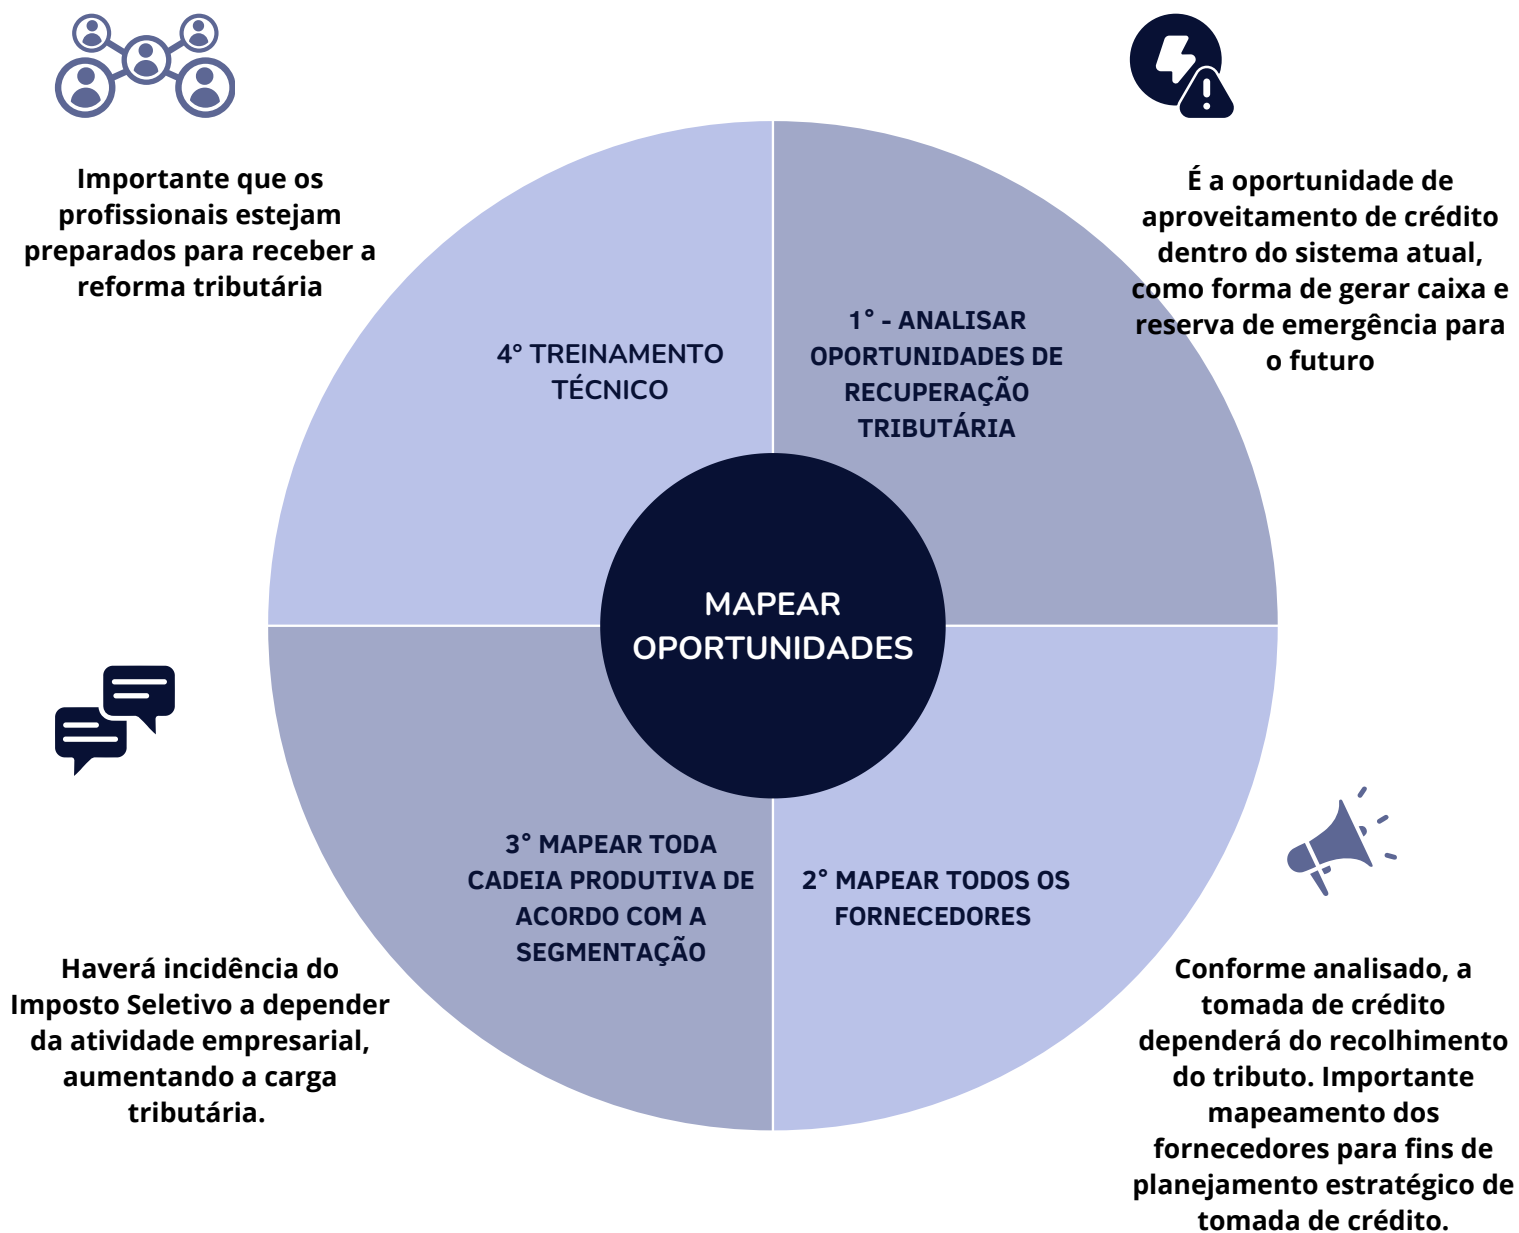 Importante que os
profissionais estejam
preparados para receber a
reforma tributária
É a oportunidade de
aproveitamento de crédito
dentro do sistema atual,
como forma de gerar caixa e
reserva de emergência para
o futuro
4° TREINAMENTO
TÉCNICO
1° - ANALISAR
OPORTUNIDADES DE
RECUPERAÇÃO
TRIBUTÁRIA
MAPEAR
OPORTUNIDADES
3° MAPEAR TODA
CADEIA PRODUTIVA DE
ACORDO COM A
SEGMENTAÇÃO
2° MAPEAR TODOS OS
FORNECEDORES
Haverá incidência do
Imposto Seletivo a depender
da atividade empresarial,
aumentando a carga
tributária.
Conforme analisado, a
tomada de crédito
dependerá do recolhimento
do tributo. Importante
mapeamento dos
fornecedores para fins de
planejamento estratégico de
tomada de crédito.